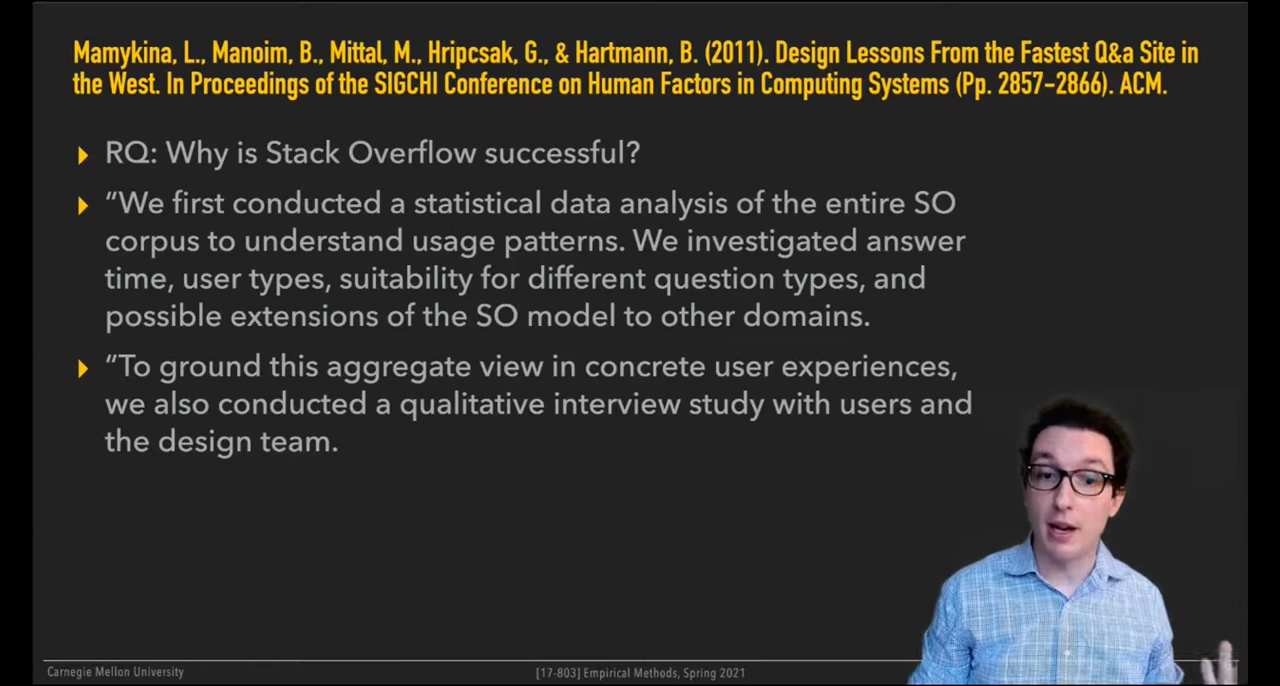 Mamykina, L., Manoim, B., Mittal, M., Hripcsak, G., & Hartmann, B. (2011). Design Lessons From the Fastest Q&a Site in
the West. In Proceedings of the SIGCHI Conference on Human Factors in Computing Systems (Pp. 2857–2866). ACM.
RQ: Why is Stack Overflow successful?
“We first conducted a statistical data analysis of the entire SO
corpus to understand usage patterns. We investigated answer
time, user types, suitability for different question types, and
possible extensions of the SO model to other domains.
“To ground this aggregate view in concrete user experiences,
we also conducted a qualitative interview study with users and
the design team.
Carnegie Mellon University
[17-803] Empirical Methods, Spring 2021